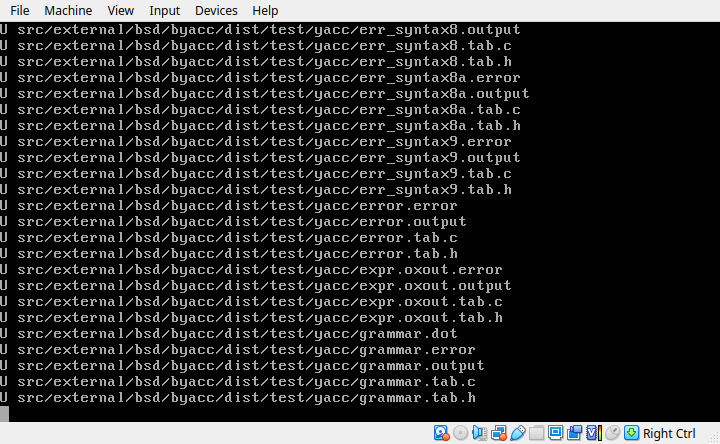 File Machine View Input Devices Help
U src/external/bsd/byacc/dist/test/yacc/err_syntax8.output
U src/external/bsd/byacc/dist/test/yacc/err_syntax8.tab.c
U src/external/bsd/byacc/dist/test/yacc/err_syntax8.tab.h
U src/external/bsd/byacc/dist/test/yacc/err_syntax8a.error
U src/external/bsd/byacc/dist/test/yacc/err_syntax8a.output
U src/external/bsd/byacc/dist/test/yacc/err_syntax8a.tab.c
U src/external/bsd/byacc/dist/test/yacc/err_syntax8a.tab.h
U src/external/bsd/byacc/dist/test/yacc/err_syntax9.error
U src/external/bsd/byacc/dist/test/yacc/err_syntax9.output
U src/external/bsd/byacc/dist/test/yacc/err_syntax9.tab.c
U src/external/bsd/byacc/dist/test/yacc/err_syntax9.tab.h
U src/external/bsd/byacc/dist/test/yacc/error.error
U src/external/bsd/byacc/dist/test/yacc/error.output
U src/external/bsd/byacc/dist/test/yacc/error.tab.c
U src/external/bsd/byacc/dist/test/yacc/error.tab.h
U src/external/bsd/byacc/dist/test/yacc/expr.oxout.error
U src/external/bsd/byacc/dist/test/yacc/expr.oxout.output
U src/external/bsd/byacc/dist/test/yacc/expr.oxout.tab.c
U src/external/bsd/byacc/dist/test/yacc/expr.oxout.tab.h
U src/external/bsd/byacc/dist/test/yacc/grammar.dot
U src/external/bsd/byacc/dist/test/yacc/grammar.error
U src/external/bsd/byacc/dist/test/yacc/grammar.output
U src/external/bsd/byacc/dist/test/yacc/grammar.tab.c
U src/external/bsd/byacc/dist/test/yacc/grammar.tab.h
Right Ctrl